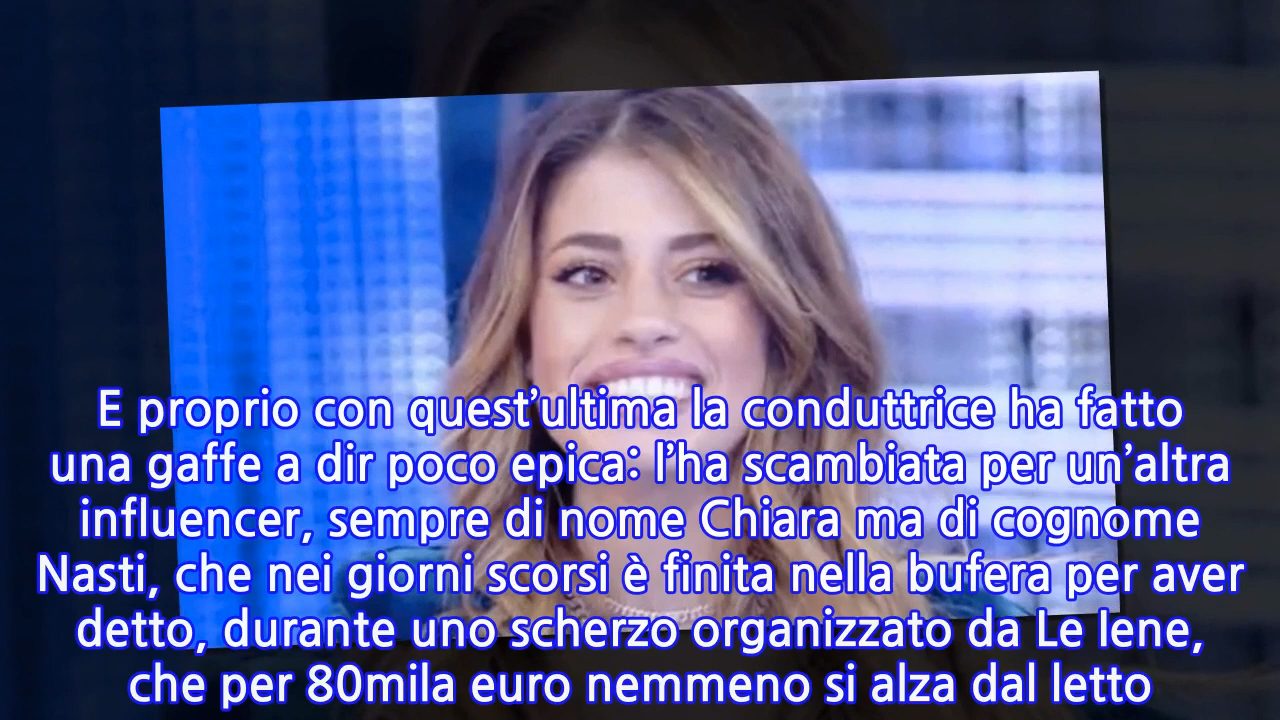 E proprio con quest'ultima la conduttrice ha fatto
una gaffe a dir poco epica: l'ha scambiata per un'altra
influencer, sempre di nome Chiara ma di cognome
Nasti, che nei giorni scorsi è finita nella bufera per aver
detto, durante uno scherzo organizzato da Le Iene,
che per 80mila euro nemmeno si alza dal letto